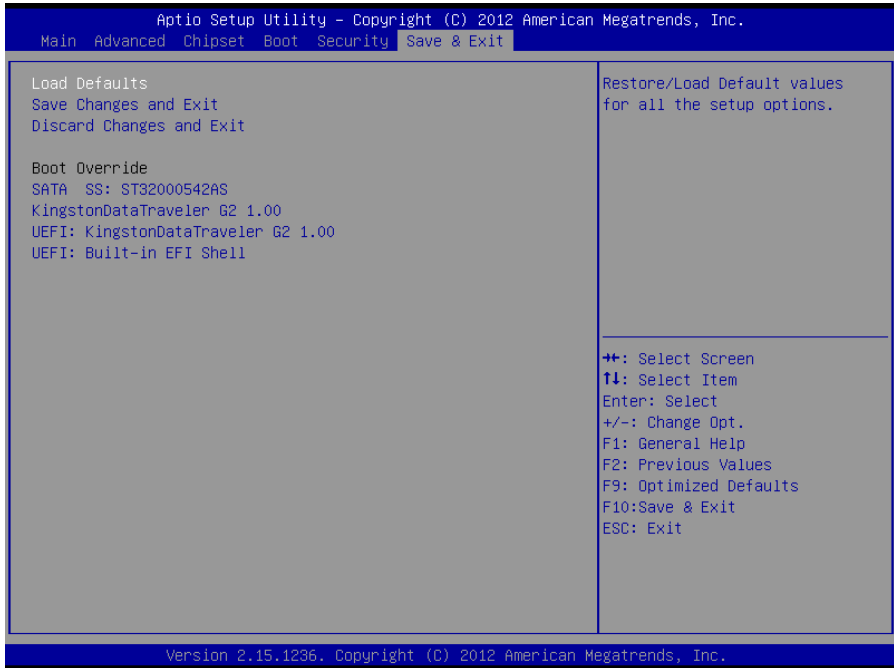 Aptio Setup Utility – Copyright (C) 2012 American Megatrends, Inc.
Main Advanced Chipset Boot Security Save & Exit
Load Defaults
Save Changes and Exit
Discard Changes and Exit
Boot Override
SATA SS: ST32000542AS
KingstonDataTraveler G2 1.00
UEFI: KingstonDataTraveler G2 1.00
UEFI: Built-in EFI Shell
Restore/Load Default values
for all the setup options.
→←: Select Screen
↑↓: Select Item
Enter: Select
+/-: Change Opt.
F1: General Help
F2: Previous Values
F9: Optimized Defaults
F10:Save & Exit
ESC: Exit
Version 2.15.1236. Copyright (C) 2012 American Megatrends, Inc.